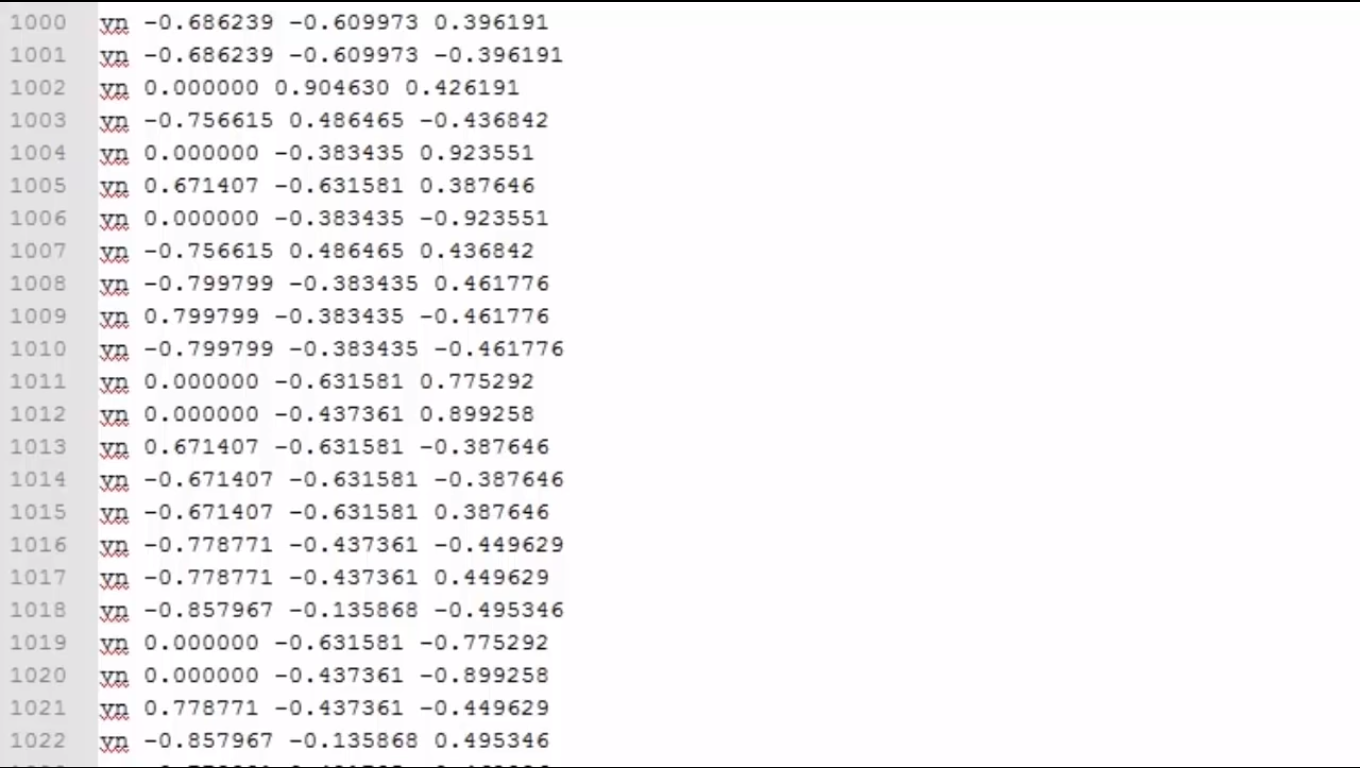 1000 vn -0.686239 -0.609973 0.396191
1001 vn -0.686239 -0.609973 -0.396191
1002 vn 0.000000 0.904630 0.426191
1003 vn -0.756615 0.486465 -0.436842
1004 vn 0.000000 -0.383435 0.923551
1005 vn 0.671407 -0.631581 0.387646
1006 vn 0.000000 -0.383435 -0.923551
1007 vn -0.756615 0.486465 0.436842
1008 vn -0.799799 -0.383435 0.461776
1009 vn 0.799799 -0.383435 -0.461776
1010 vn -0.799799 -0.383435 -0.461776
1011 vn 0.000000 -0.631581 0.775292
1012 vn 0.000000 -0.437361 0.899258
1013 vn 0.671407 -0.631581 -0.387646
1014 vn -0.671407 -0.631581 -0.387646
1015 vn -0.671407 -0.631581 0.387646
1016 vn -0.778771 -0.437361 -0.449629
1017 vn -0.778771 -0.437361 0.449629
1018 vn -0.857967 -0.135868 -0.495346
1019 vn 0.000000 -0.631581 -0.775292
1020 vn 0.000000 -0.437361 -0.899258
1021 vn 0.778771 -0.437361 -0.449629
1022 vn -0.857967 -0.135868 0.495346